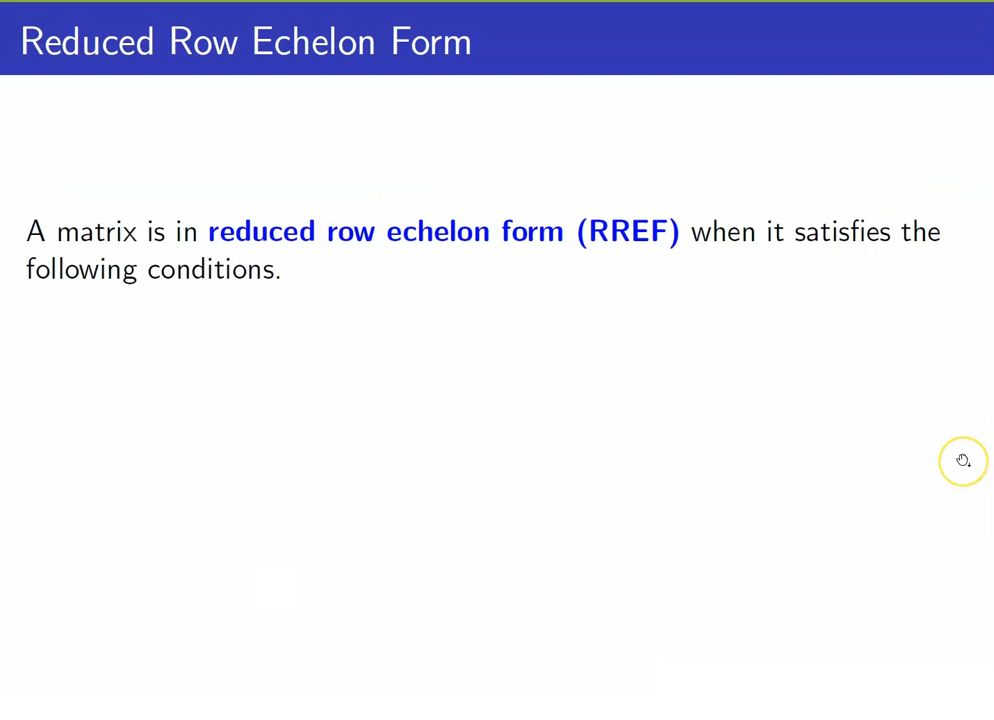 Reduced Row Echelon Form
A matrix is in reduced row echelon form (RREF) when it satisfies the
following conditions.